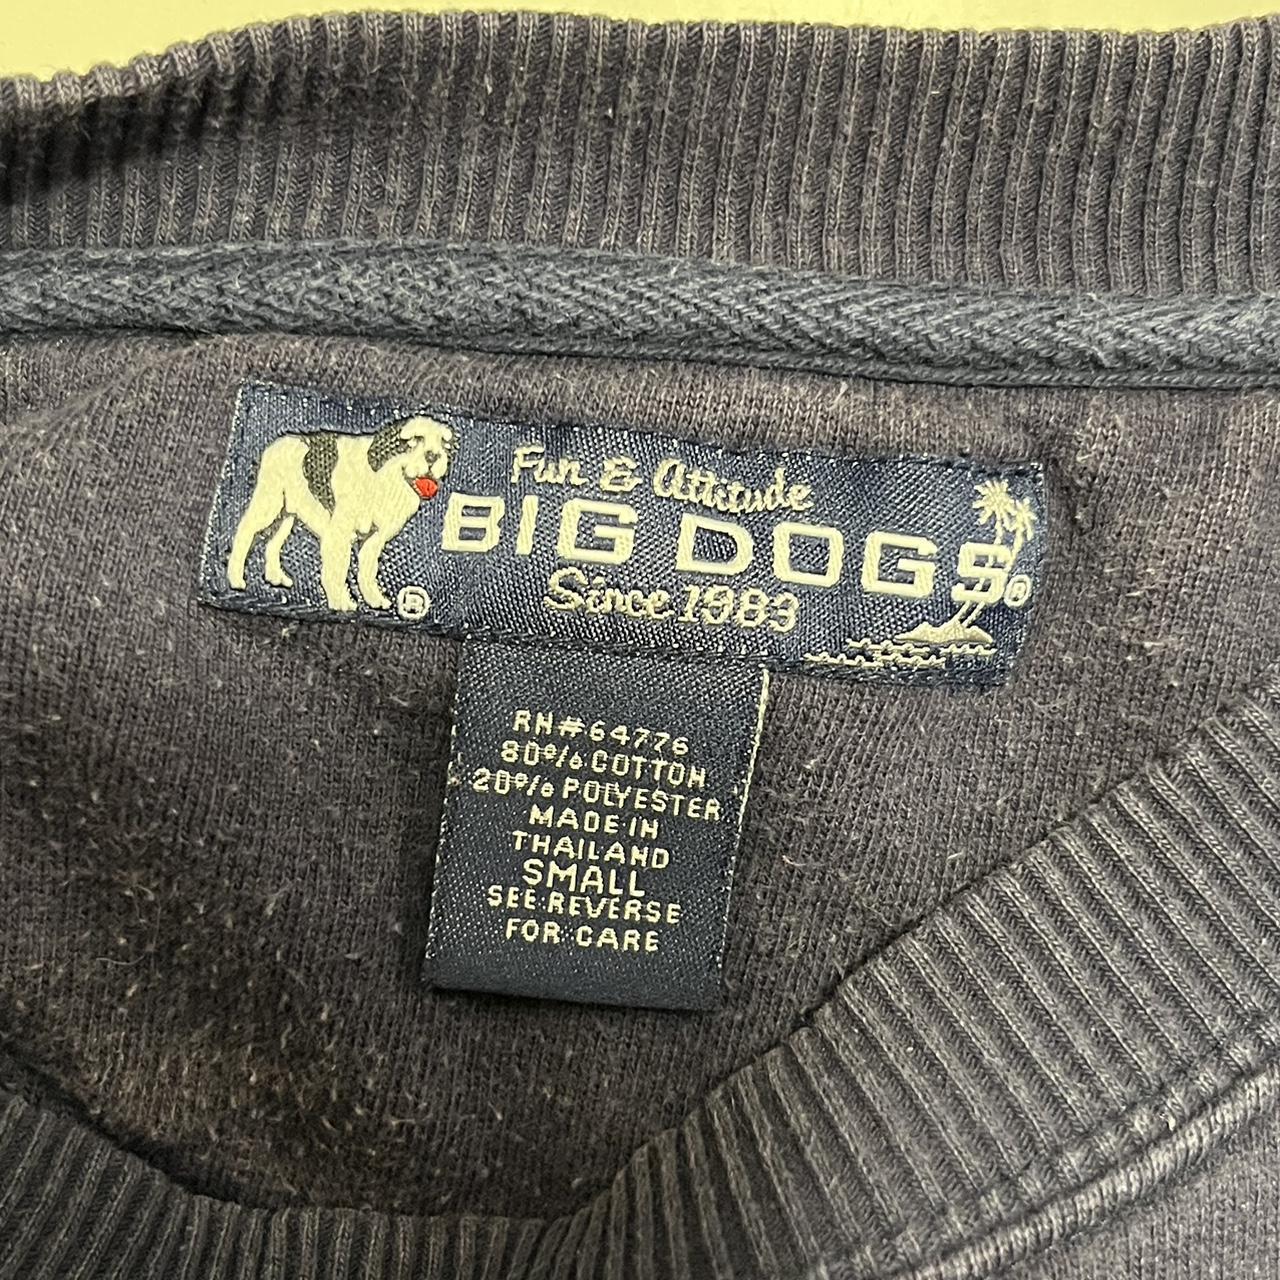 Fun & Attitude
BIG DOGS®
Since 1983
®
RN#64776
80% COTTON
20% POLYESTER
MADE IN
THAILAND
SMALL
SEE REVERSE
FOR CARE